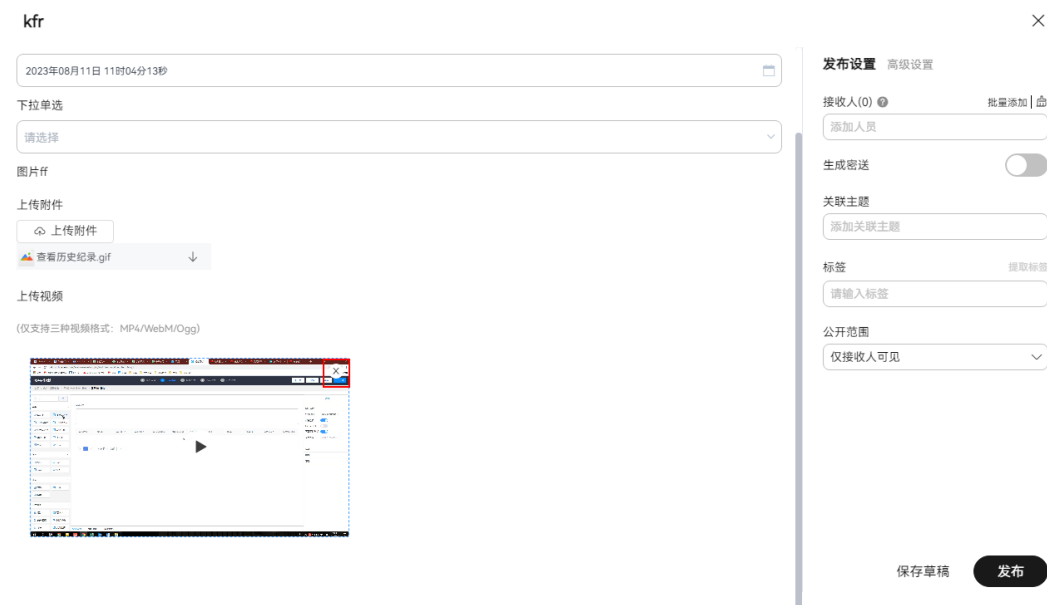 kfr
2023年08月11日 11时04分13秒
下拉单选
请选择
图片ff
上传附件
上传附件
查看历史纪录.gif
上传视频
(仅支持三种视频格式：MP4/WebM/Ogg)
发布设置 高级设置
接收人(0) 批量添加
添加人员
生成密送
关联主题
添加关联主题
标签 提取标签
请输入标签
公开范围
仅接收人可见
保存草稿 发布